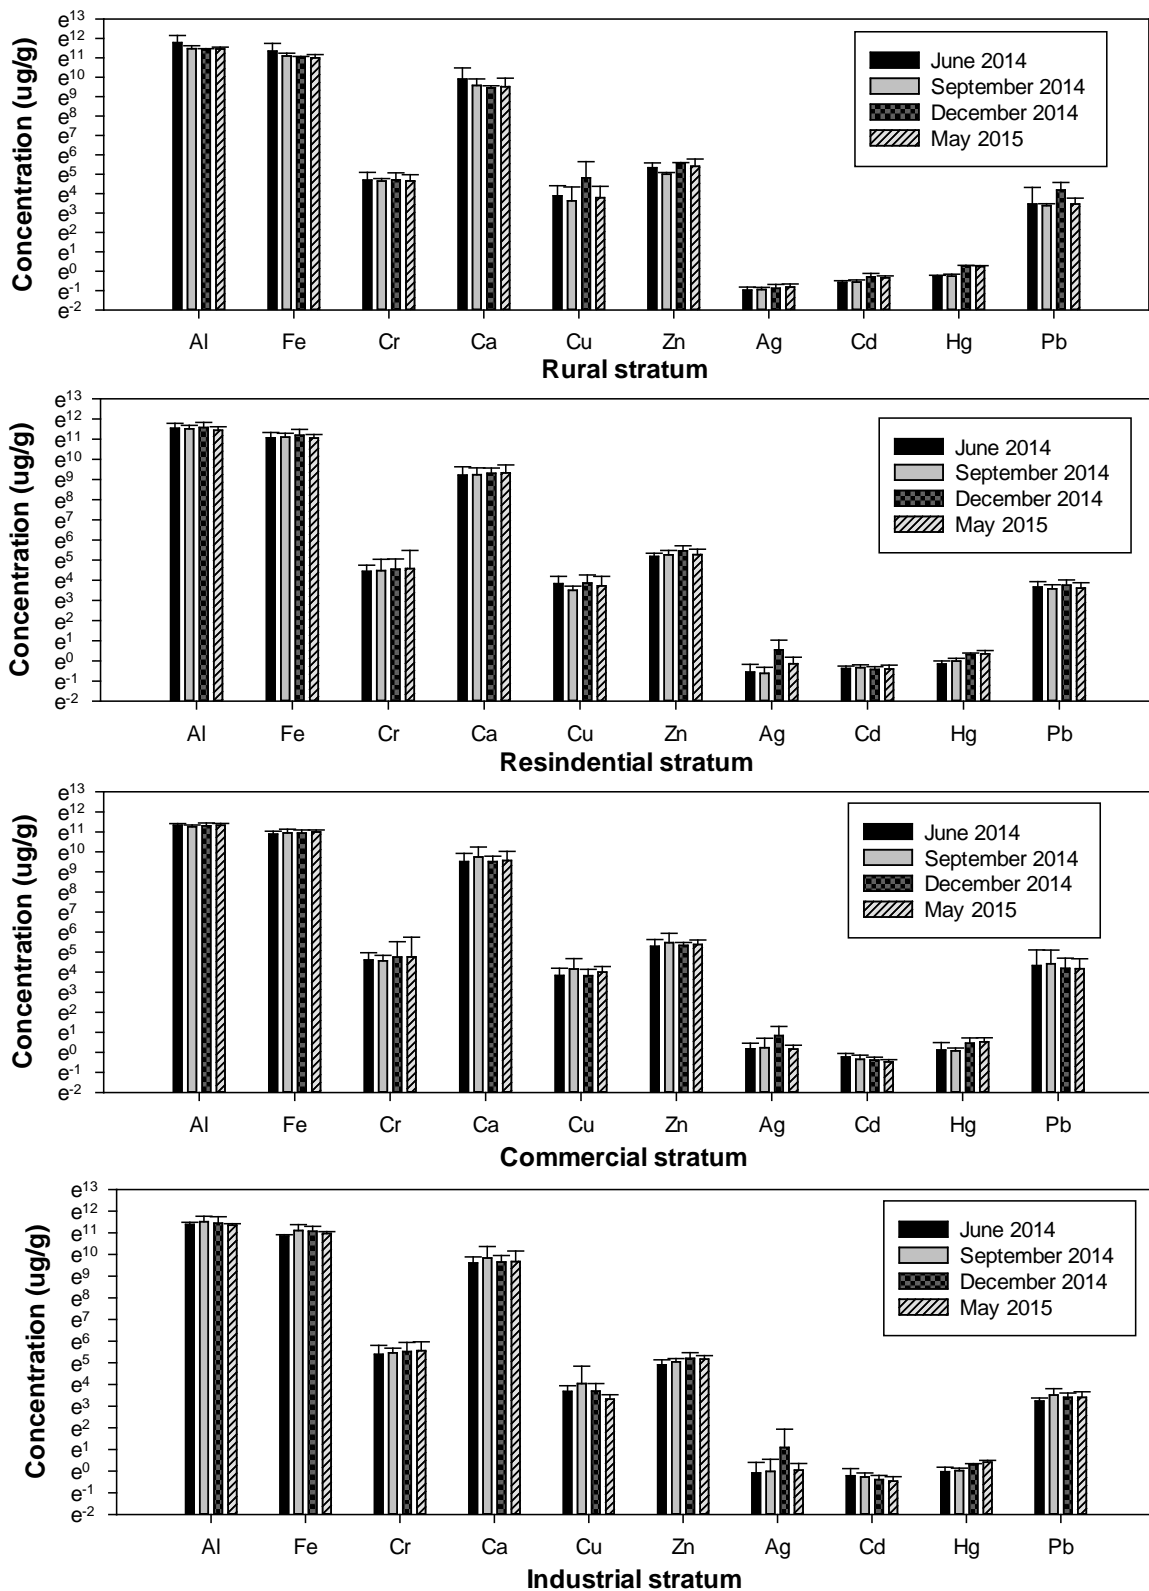 Concentration (ug/g)
e13
e12
e11
e10
e9
e8
e7
e6
e5
e4
e3
e2
e1
e0
e-1
e-2
June 2014
September 2014
December 2014
May 2015
Al Fe Cr Ca Cu Zn Ag Cd Hg Pb
Rural stratum
Concentration (ug/g)
e13
e12
e11
e10
e9
e8
e7
e6
e5
e4
e3
e2
e1
e0
e-1
e-2
June 2014
September 2014
December 2014
May 2015
Al Fe Cr Ca Cu Zn Ag Cd Hg Pb
Resindential stratum
Concentration (ug/g)
e13
e12
e11
e10
e9
e8
e7
e6
e5
e4
e3
e2
e1
e0
e-1
e-2
June 2014
September 2014
December 2014
May 2015
Al Fe Cr Ca Cu Zn Ag Cd Hg Pb
Commercial stratum
Concentration (ug/g)
e13
e12
e11
e10
e9
e8
e7
e6
e5
e4
e3
e2
e1
e0
e-1
e-2
June 2014
September 2014
December 2014
May 2015
Al Fe Cr Ca Cu Zn Ag Cd Hg Pb
Industrial stratum